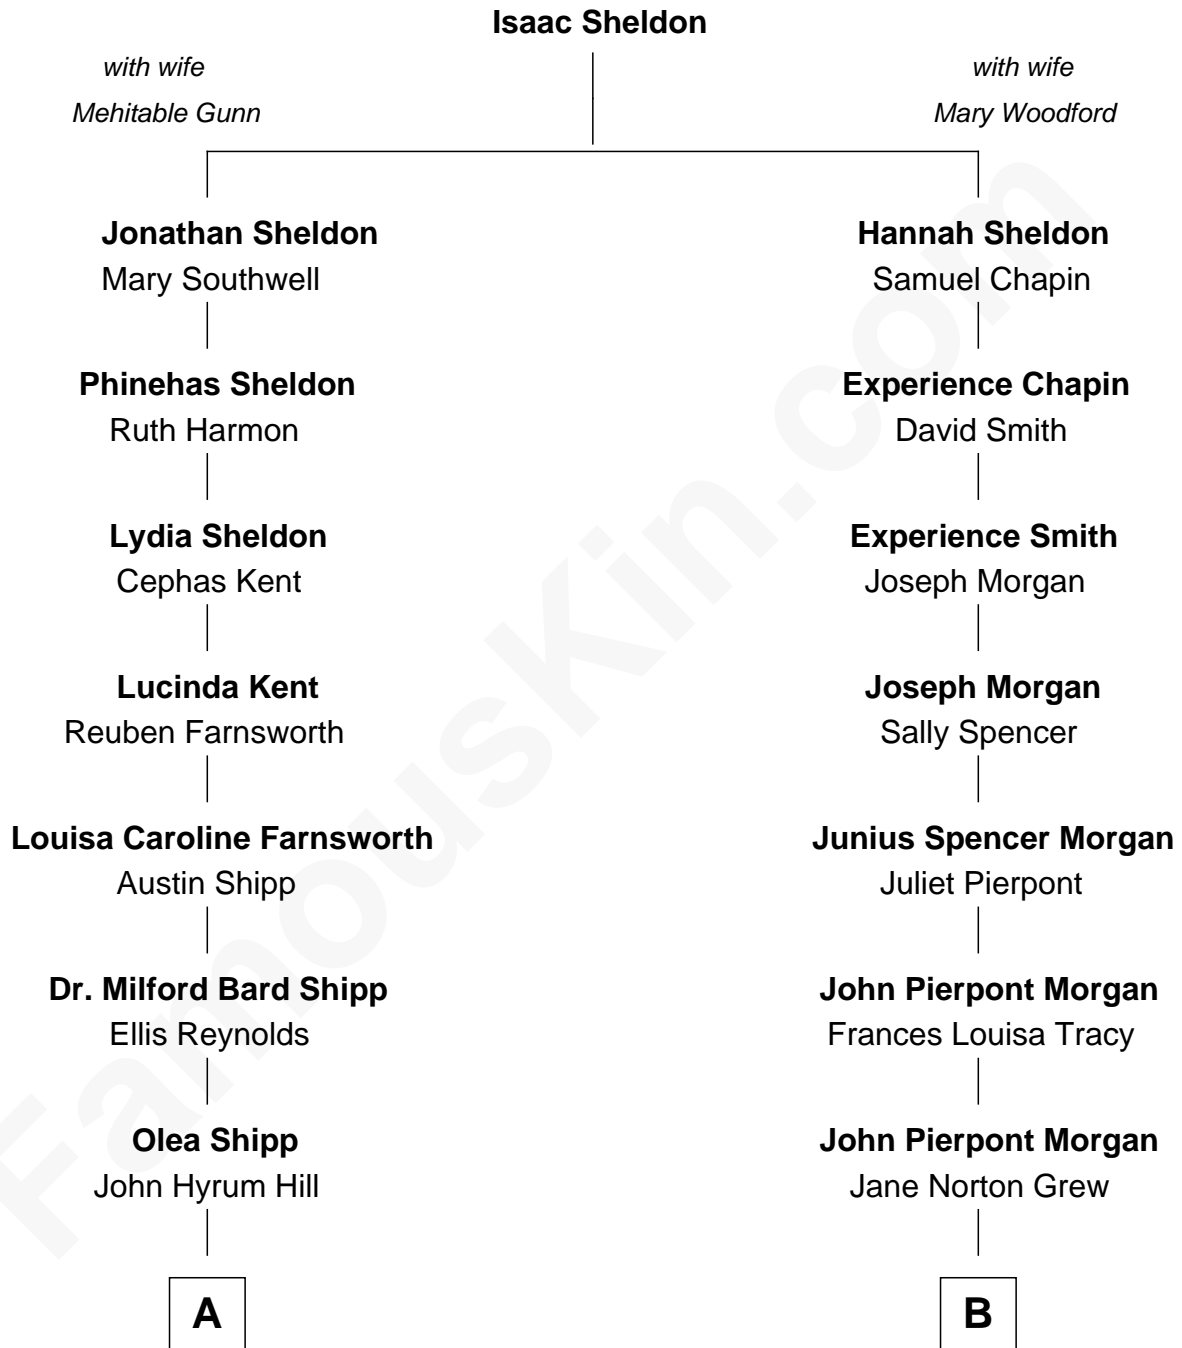 Isaac Sheldon
with wife
Mehitable Gunn
with wife
Mary Woodford
Jonathan Sheldon
Mary Southwell
Hannah Sheldon
Samuel Chapin
Phinehas Sheldon
Ruth Harmon
Experience Chapin
David Smith
Lydia Sheldon
Cephas Kent
Experience Smith
Joseph Morgan
Lucinda Kent
Reuben Farnsworth
Joseph Morgan
Sally Spencer
Louisa Caroline Farnsworth
Austin Shipp
Junius Spencer Morgan
Juliet Pierpont
Dr. Milford Bard Shipp
Ellis Reynolds
John Pierpont Morgan
Frances Louisa Tracy
Olea Shipp
John Hyrum Hill
John Pierpont Morgan
Jane Norton Grew
A
B
FamousKin.com